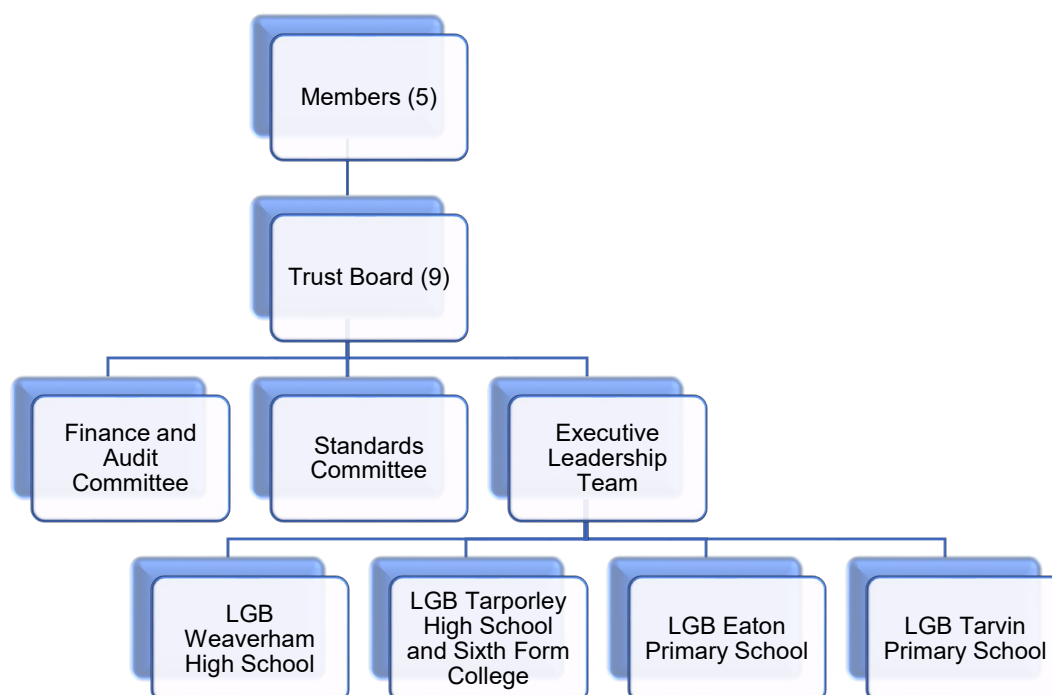 Members (5)
Trust Board (9)
Finance and
Audit
Committee
Standards
Committee
Executive
Leadership
Team
LGB
Weaverham
High School
LGB Tarporley
High School
and Sixth Form
College
LGB Eaton
Primary School
LGB Tarvin
Primary School